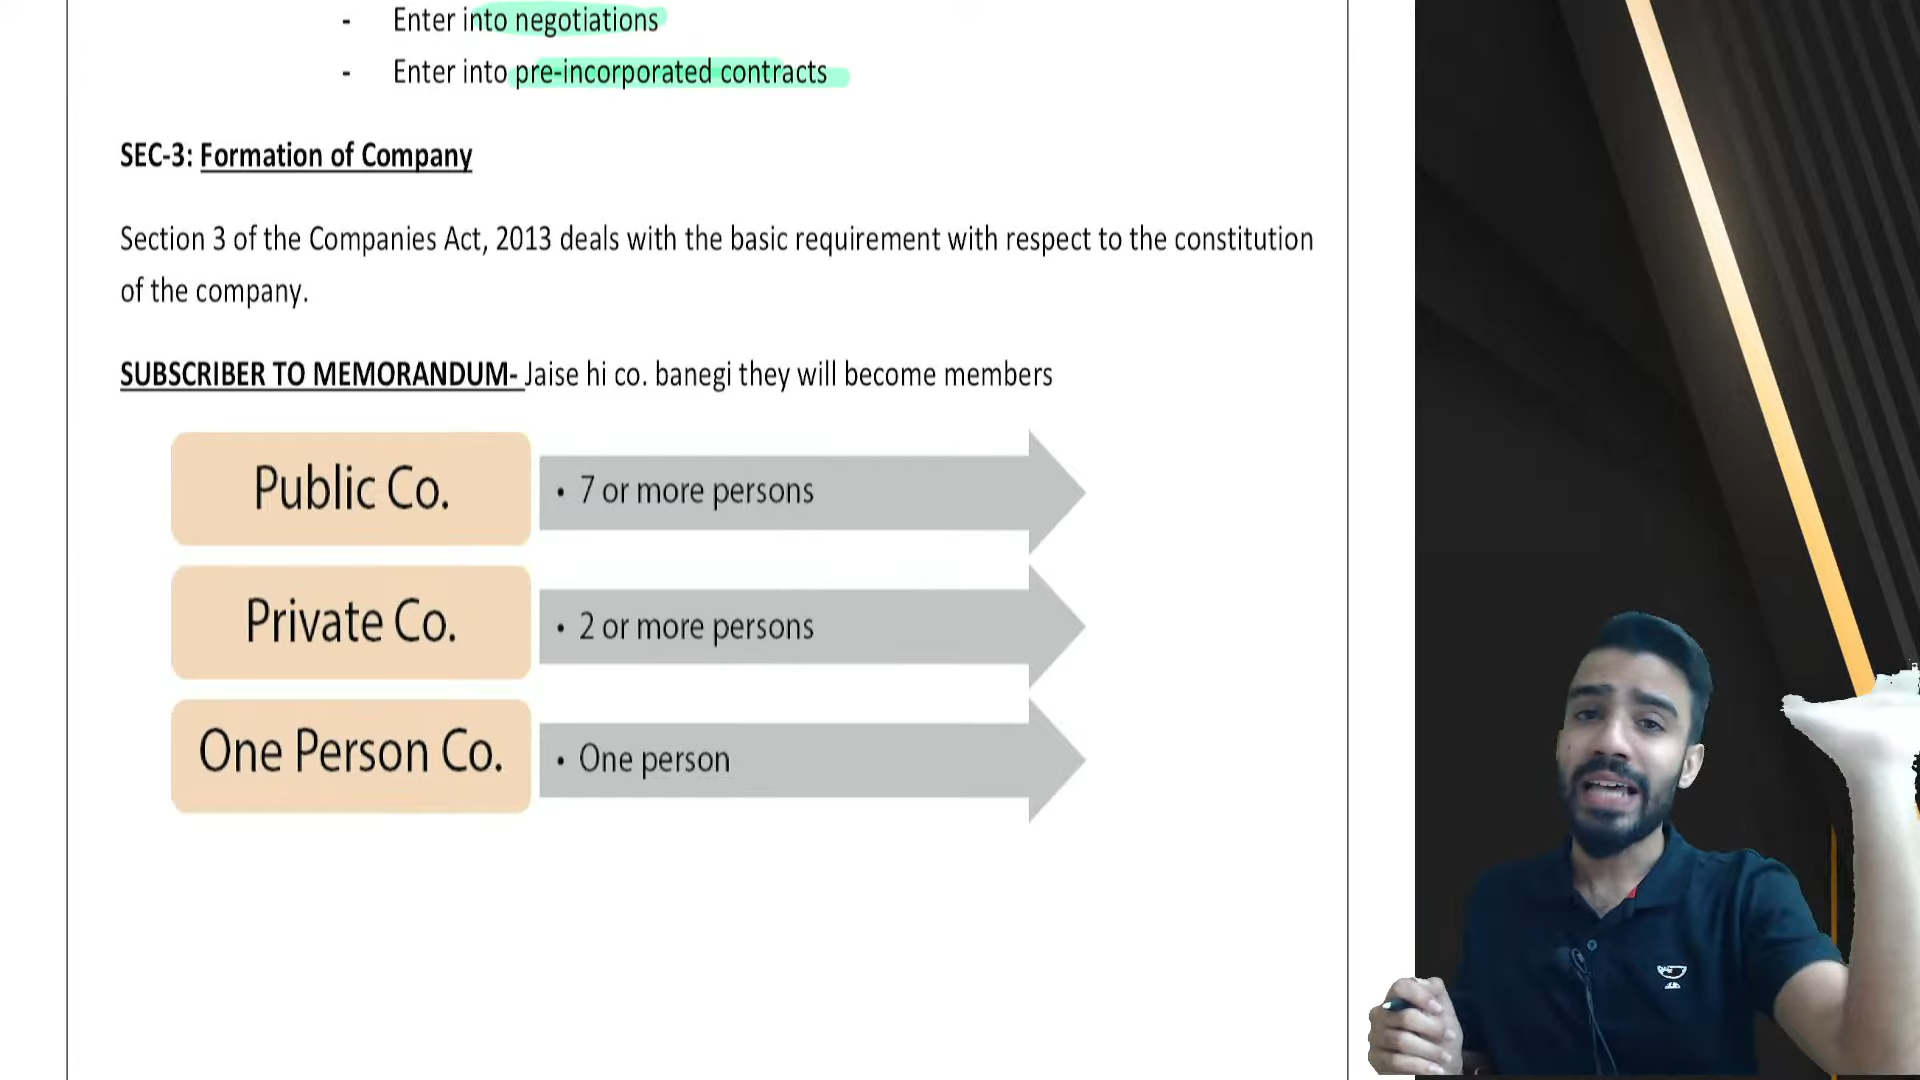 - Enter into negotiations
- Enter into pre-incorporated contracts
SEC-3: Formation of Company
Section 3 of the Companies Act, 2013 deals with the basic requirement with respect to the constitution
of the company.
SUBSCRIBER TO MEMORANDUM- Jaise hi co. banegi they will become members
Public Co.
• 7 or more persons
Private Co.
• 2 or more persons
One Person Co.
• One person